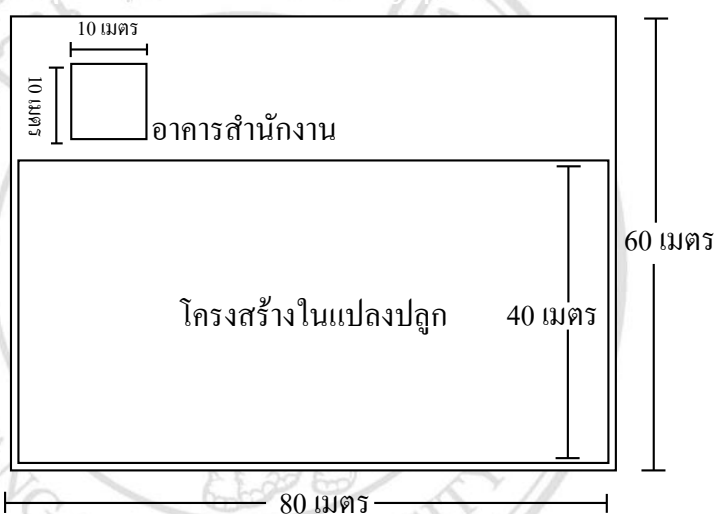 10 เมตร
10 เมตร
อาคารสำนักงาน
60 เมตร
โครงสร้างในแปลงปลูก
40 เมตร
80 เมตร